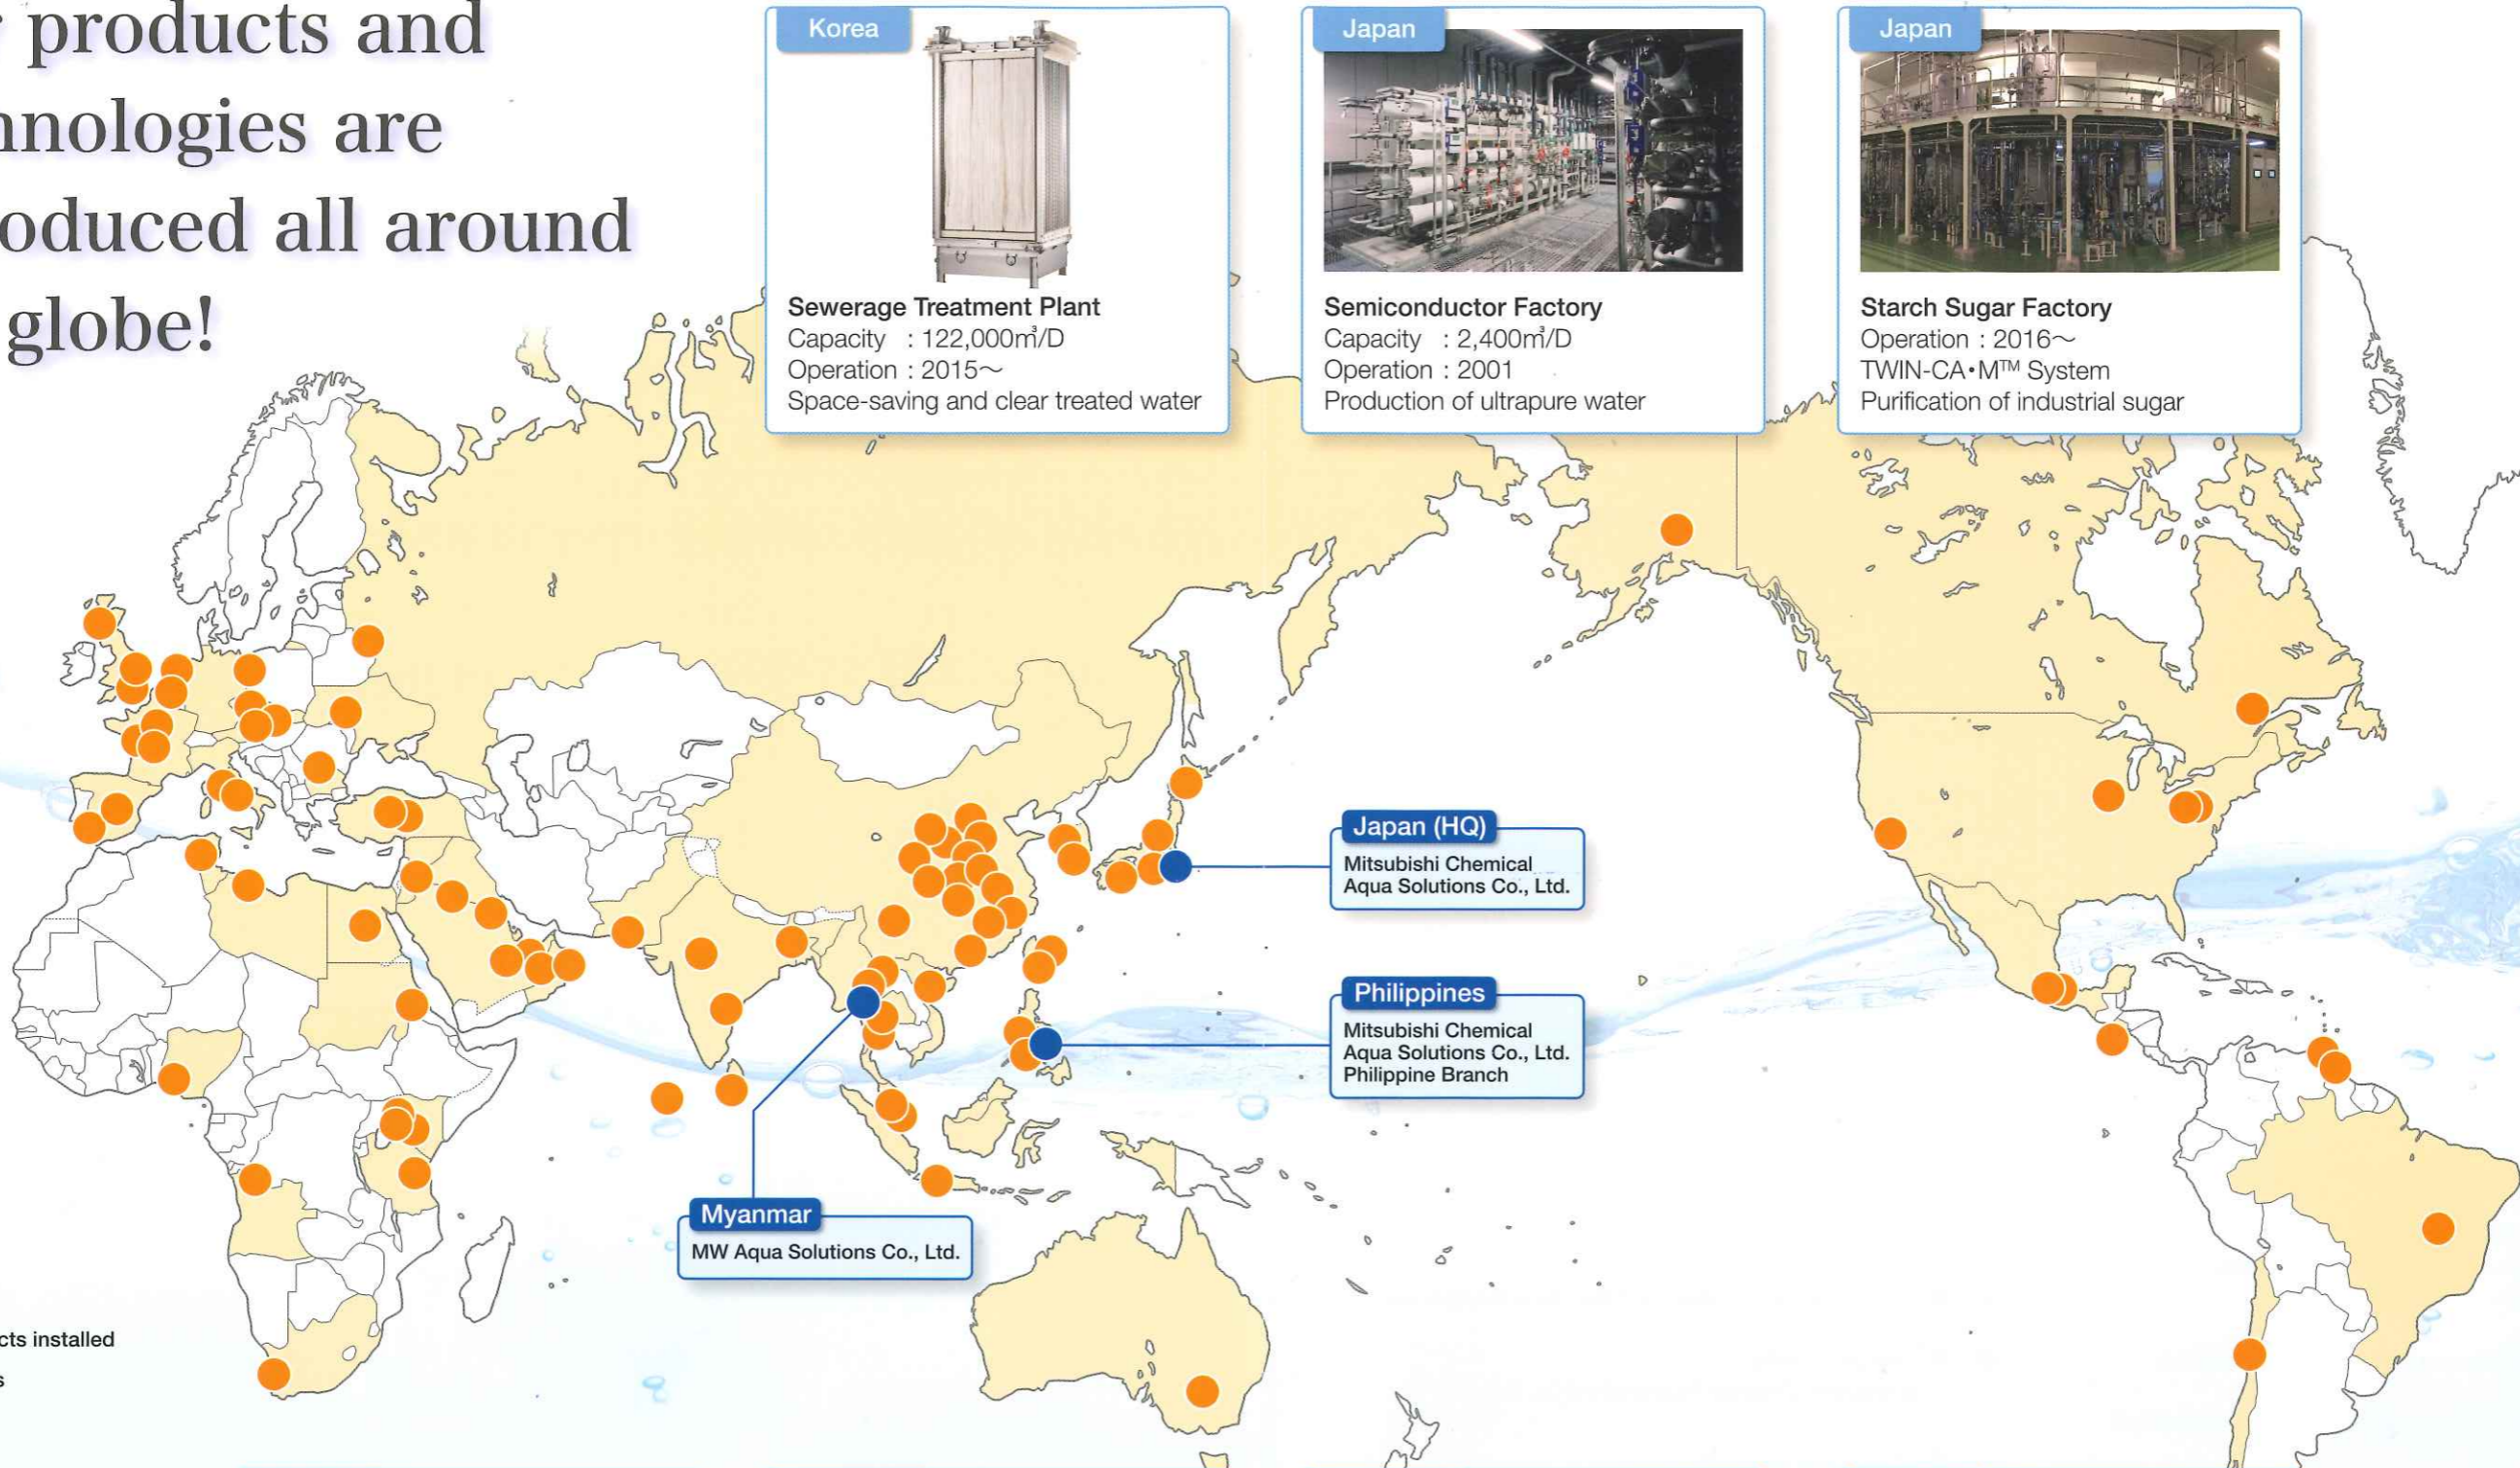 products and
hnologies are
oduced all around
globe!
Korea
Sewerage Treatment Plant
Capacity : 122,000㎥/D
Operation : 2015～
Space-saving and clear treated water
Japan
Semiconductor Factory
Capacity : 2,400㎥/D
Operation : 2001
Production of ultrapure water
Japan
Starch Sugar Factory
Operation : 2016～
TWIN-CA•M™ System
Purification of industrial sugar
Japan (HQ)
Mitsubishi Chemical
Aqua Solutions Co., Ltd.
Philippines
Mitsubishi Chemical
Aqua Solutions Co., Ltd.
Philippine Branch
Myanmar
MW Aqua Solutions Co., Ltd.
cts installed
s